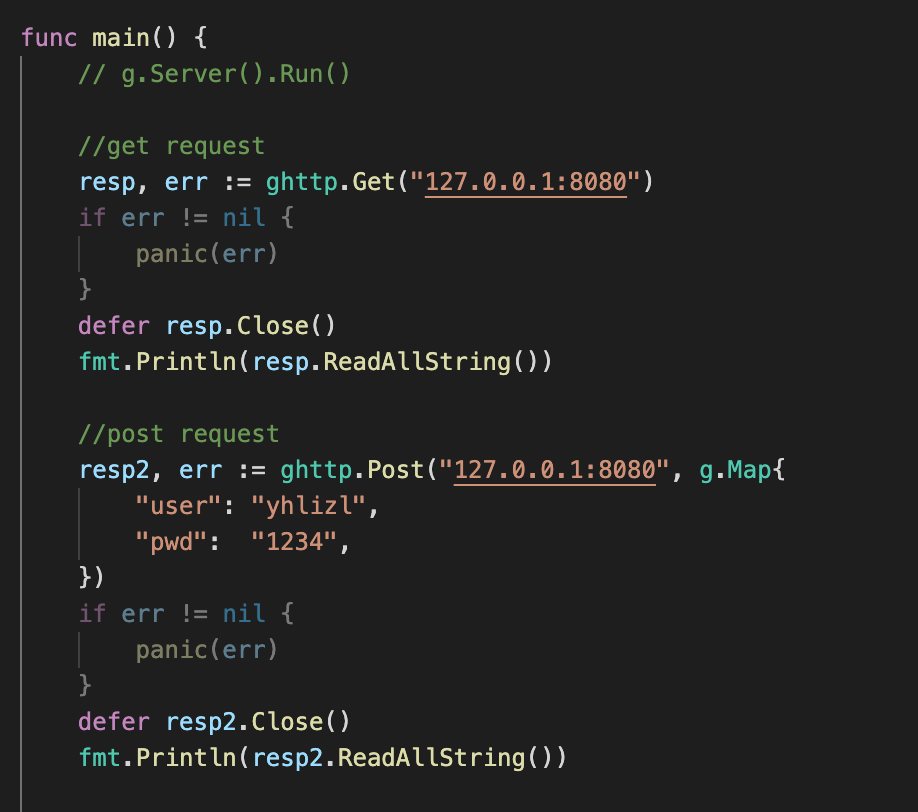 func main() {
    // g.Server().Run()
    //get request
    resp, err := ghttp.Get("127.0.0.1:8080")
    if err != nil {
        panic(err)
    }
    defer resp.Close()
    fmt.Println(resp.ReadAllString())
    //post request
    resp2, err := ghttp.Post("127.0.0.1:8080", g.Map{
        "user": "yhlizl",
        "pwd":  "1234",
    })
    if err != nil {
        panic(err)
    }
    defer resp2.Close()
    fmt.Println(resp2.ReadAllString())